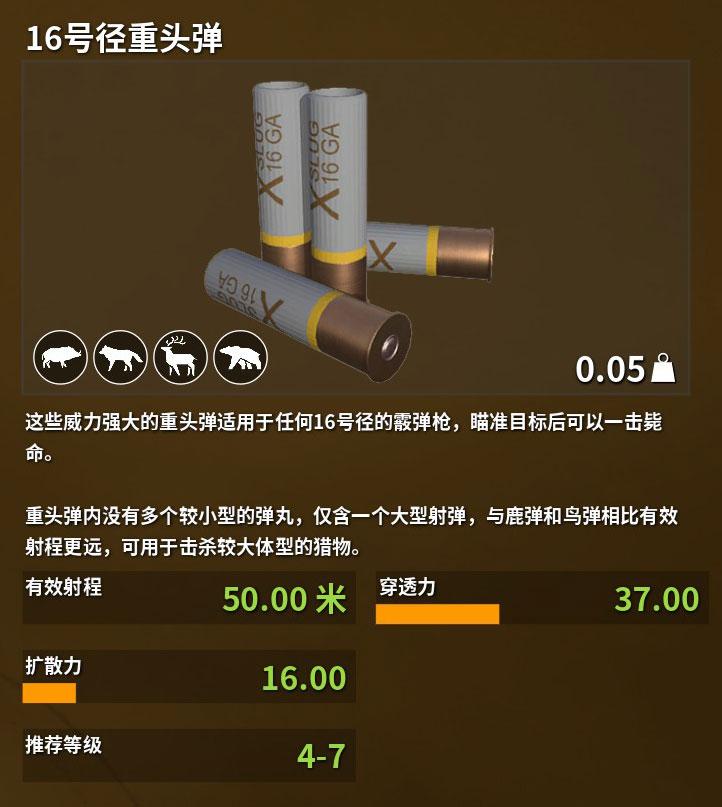 16号径重头弹
X SLUG 16 GA
X SLUG 16 GA
X
X SLUG 16 GA
0.05
这些威力强大的重头弹适用于任何16号径的霰弹枪，瞄准目标后可以一击毙
命。
重头弹内没有多个较小型的弹丸，仅含一个大型射弹，与鹿弹和鸟弹相比有效
射程更远，可用于击杀较大体型的猎物。
有效射程 50.00 米
穿透力 37.00
扩散力 16.00
推荐等级 4-7